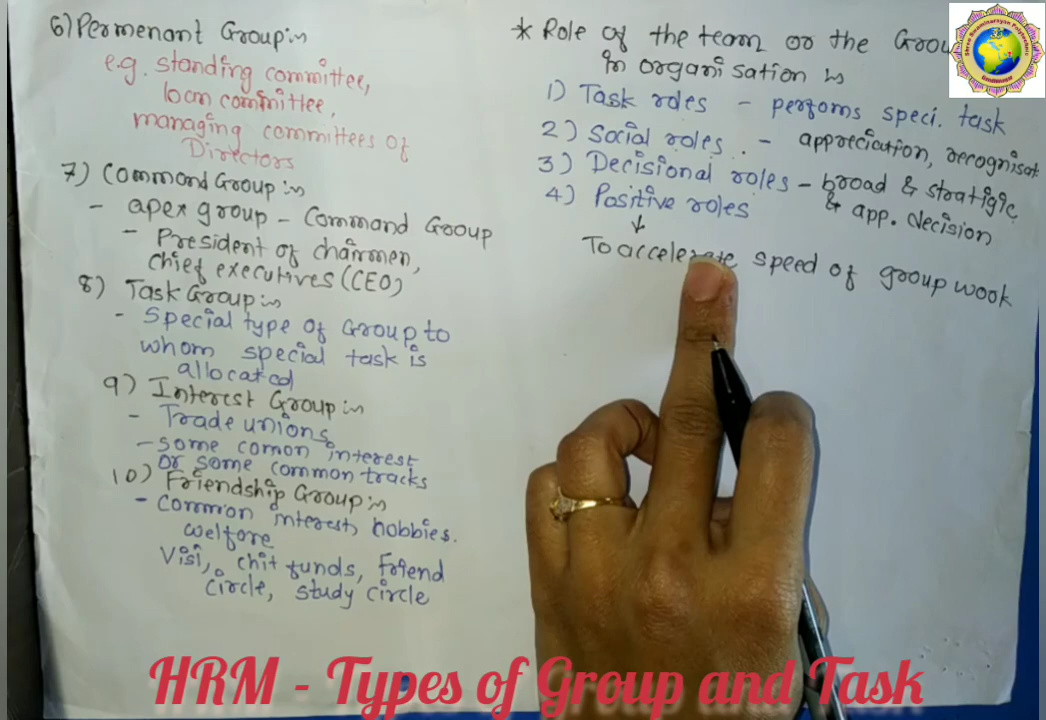 6) Permenant Group :~
e.g. standing committee,
loan committee,
managing committees of
Directors
7) Command Group :~
- apex group - Command Group
- President of chairmen,
chief executives (CEO)
8) Task Group :~
- Special type of Group to
whom special task is
allocated
9) Interest Group :~
- Trade unions
- some comon interest
or some common tracks
10) Friendship Group :~
- Common interest, hobbies.
welfare
Visi, chit funds, friend
circle, study circle
* Role of the team or the Grou
in organisation :~
1) Task roles - perfoms speci. task
2) Social roles. - appreciation, recognisat
3) Decisional roles - broad & stratigic
& app. decision
4) Positive roles
↓
To accelerate speed of group work
HRM - Types of Group and Task